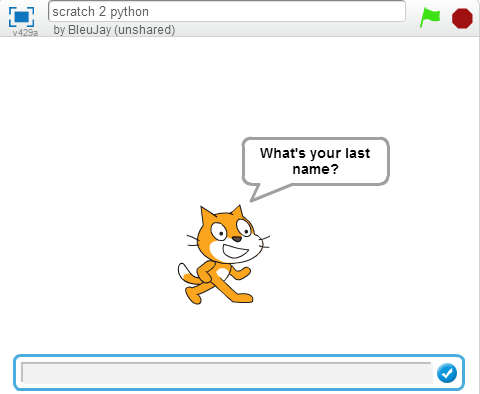 scratch 2 python
v429a
by BleuJay (unshared)
What's your last
name?